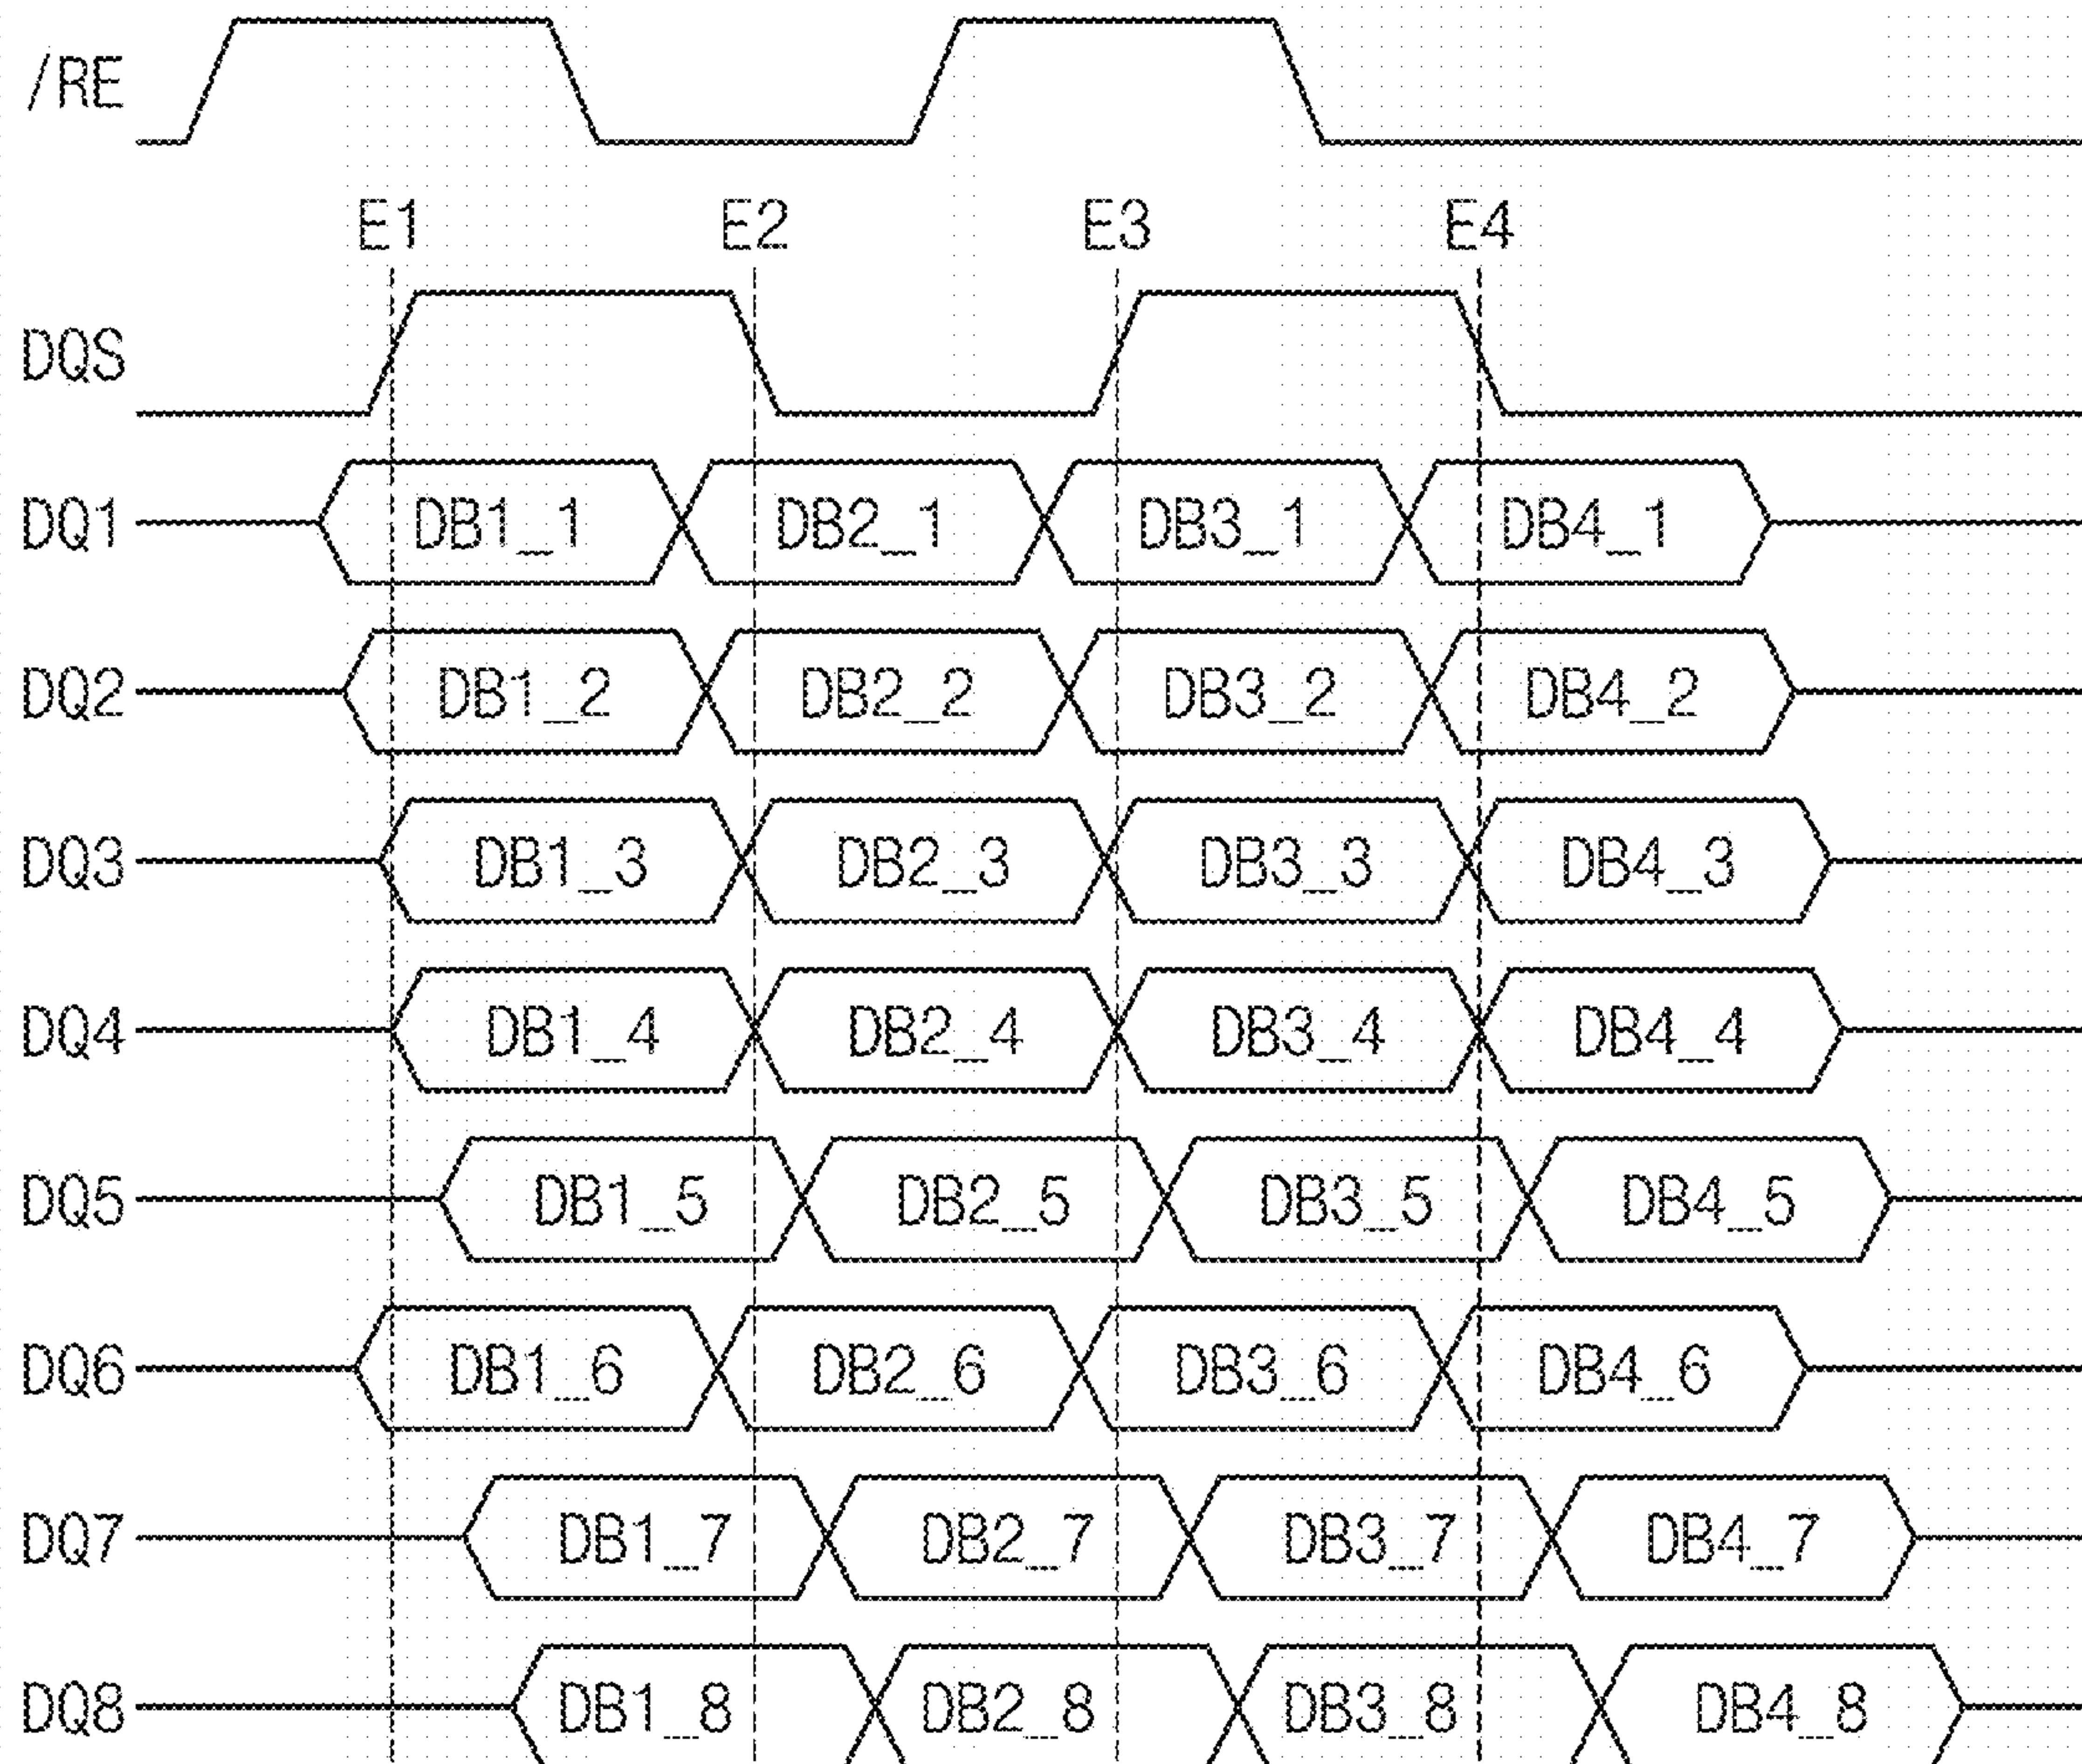 /RE
E1 E2 E3 E4
DQS
DQ1 DB1_1 DB2_1 DB3_1 DB4_1
DQ2 DB1_2 DB2_2 DB3_2 DB4_2
DQ3 DB1_3 DB2_3 DB3_3 DB4_3
DQ4 DB1_4 DB2_4 DB3_4 DB4_4
DQ5 DB1_5 DB2_5 DB3_5 DB4_5
DQ6 DB1_6 DB2_6 DB3_6 DB4_6
DQ7 DB1_7 DB2_7 DB3_7 DB4_7
DQ8 DB1_8 DB2_8 DB3_8 DB4_8